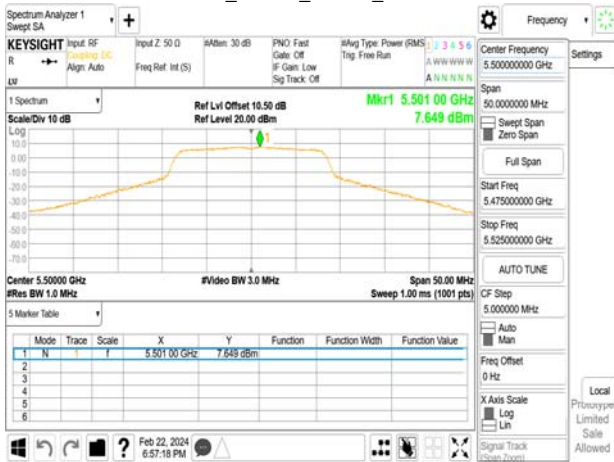 Spectrum Analyzer 1
Swept SA
Frequency
KEYSIGHT
Input: RF
Input Z: 50 Ω
#Atten: 30 dB
PNO: Fast
#Avg Type: Power (RMS
1 2 3 4 5 6
R
Coupling: DC
Gate: Off
Trig: Free Run
A W W W W W
Align: Auto
Freq Ref: Int (S)
IF Gain: Low
Sig Track: Off
A N N N N N
LV
Center Frequency
5.500000000 GHz
Settings
Span
50.0000000 MHz
Swept Span
Zero Span
Full Span
Start Freq
5.475000000 GHz
Stop Freq
5.525000000 GHz
AUTO TUNE
CF Step
5.000000 MHz
Auto
Man
Freq Offset
0 Hz
X Axis Scale
Log
Lin
Signal Track
(Span Zoom)
Local
Prototype
Limited
Sale
Allowed
1 Spectrum
Ref Lvl Offset 10.50 dB
Mkr1 5.501 00 GHz
Scale/Div 10 dB
Ref Level 20.00 dBm
7.649 dBm
Log
1
10.0
0.00
-10.0
-20.0
-30.0
-40.0
-50.0
-60.0
-70.0
Center 5.50000 GHz
#Video BW 3.0 MHz
Span 50.00 MHz
#Res BW 1.0 MHz
Sweep 1.00 ms (1001 pts)
5 Marker Table
Mode Trace Scale X Y Function Function Width Function Value
1 N 1 f 5.501 00 GHz 7.649 dBm
2
3
4
5
6
Feb 22, 2024
6:57:18 PM